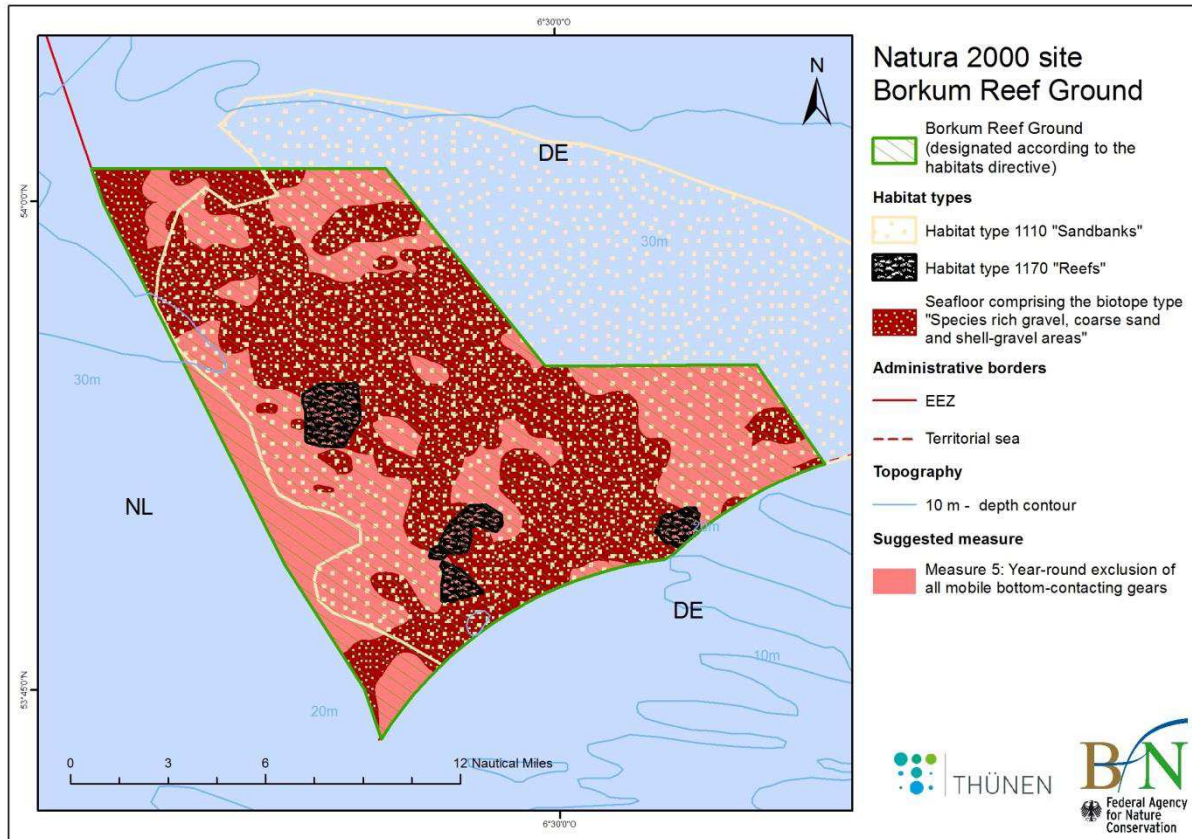 6°30'0"O
Natura 2000 site
Borkum Reef Ground
N
DE
Borkum Reef Ground
(designated according to the
habitats directive)
Habitat types
54°0'0"N
Habitat type 1110 "Sandbanks"
30m
Habitat type 1170 "Reefs"
Seafloor comprising the biotope type
"Species rich gravel, coarse sand
and shell-gravel areas"
Administrative borders
30m
EEZ
Territorial sea
Topography
NL
10 m - depth contour
20m
Suggested measure
Measure 5: Year-round exclusion of
all mobile bottom-contacting gears
DE
10m
53°45'0"N
20m
0 3 6 12 Nautical Miles
THÜNEN
BfN
Federal Agency
for Nature
Conservation
6°30'0"O